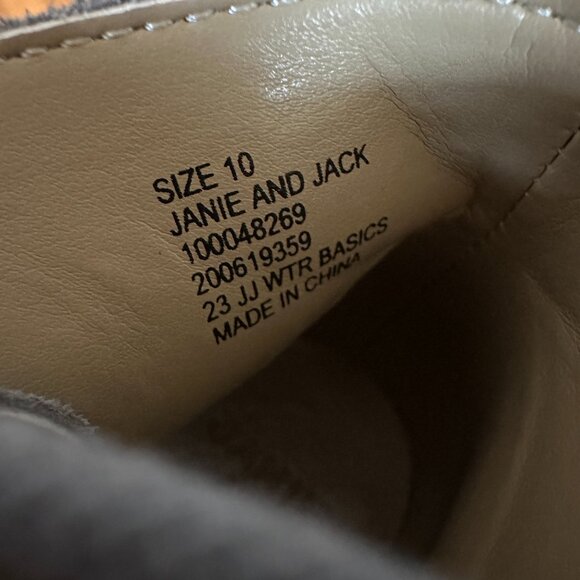 SIZE 10
JANIE AND JACK
100048269
200619359
23 JJ WTR BASICS
MADE IN CHINA